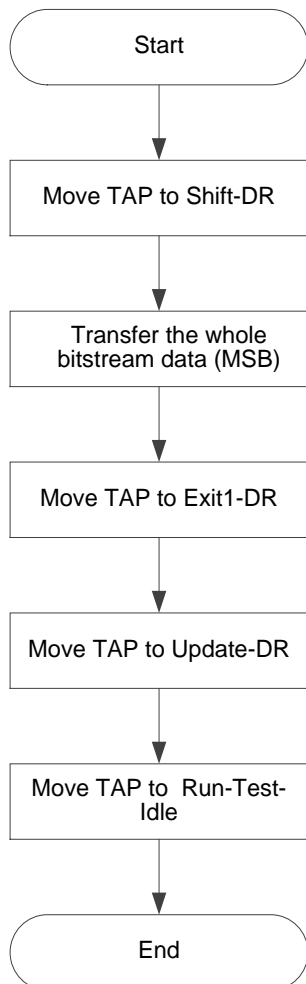 Start
Move TAP to Shift-DR
Transfer the whole
bitstream data (MSB)
Move TAP to Exit1-DR
Move TAP to Update-DR
Move TAP to  Run-Test-
Idle
End